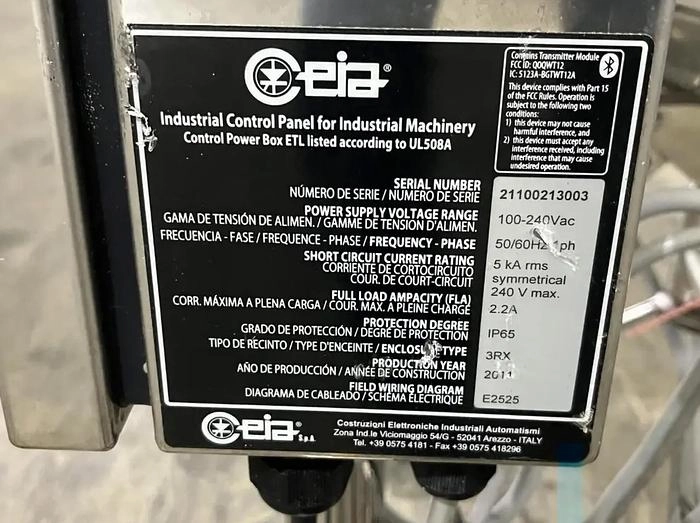 ceia®
Industrial Control Panel for Industrial Machinery
Control Power Box ETL listed according to UL508A
Contains Transmitter Module
FCC ID: QOQWT12
IC: 5123A-BGTWT12A
This device complies with Part 15
of the FCC Rules. Operation is
subject to the following two
conditions:
1) this device may not cause
harmful interference, and
2) this device must accept any
interference received, including
interference that may cause
undesired operation.
SERIAL NUMBER
NÚMERO DE SERIE / NUMÉRO DE SERIE
21100213003
POWER SUPPLY VOLTAGE RANGE
GAMA DE TENSIÓN DE ALIMEN. / GAMME DE TENSION D'ALIMEN.
100-240Vac
FRECUENCIA - FASE / FREQUENCE - PHASE / FREQUENCY - PHASE
50/60Hz 1ph
SHORT CIRCUIT CURRENT RATING
CORRIENTE DE CORTOCIRCUITO
COUR. DE COURT-CIRCUIT
5 kA rms
symmetrical
240 V max.
FULL LOAD AMPACITY (FLA)
CORR. MÁXIMA A PLENA CARGA / COUR. MAX. A PLEINE CHARGE
2.2A
PROTECTION DEGREE
GRADO DE PROTECCIÓN / DEGRÉ DE PROTECTION
IP65
TIPO DE RECINTO / TYPE D'ENCEINTE / ENCLOSURE TYPE
3RX
PRODUCTION YEAR
AÑO DE PRODUCCIÓN / ANNÉE DE CONSTRUCTION
2011
FIELD WIRING DIAGRAM
DIAGRAMA DE CABLEADO / SCHÉMA ÉLECTRIQUE
E2525
ceia S.p.A.
Costruzioni Elettroniche Industriali Automatismi
Zona Ind.le Viciomaggio 54/G - 52041 Arezzo - ITALY
Tel. +39 0575 4181 - Fax +39 0575 418296